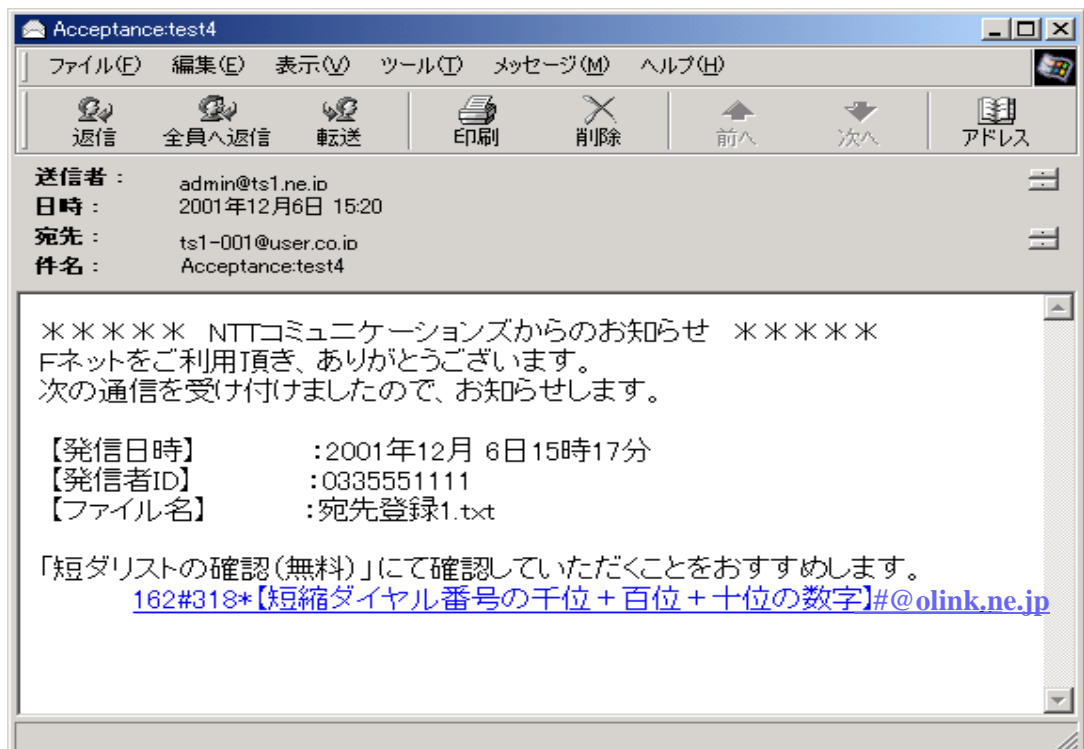 Acceptance:test4
ファイル(F) 編集(E) 表示(V) ツール(T) メッセージ(M) ヘルプ(H)
返信 全員へ返信 転送 印刷 削除 前へ 次へ アドレス
送信者: admin@ts1.ne.jp
日時: 2001年12月6日 15:20
宛先: ts1-001@user.co.jp
件名: Acceptance:test4
＊＊＊＊＊ NTTコミュニケーションズからのお知らせ ＊＊＊＊＊
Fネットをご利用頂き、ありがとうございます。
次の通信を受け付けましたので、お知らせします。
【発信日時】 :2001年12月 6日15時17分
【発信者ID】 :0335551111
【ファイル名】 :宛先登録1.txt
「短ダリストの確認(無料)」にて確認していただくことをおすすめします。
162#318*【短縮ダイヤル番号の千位+百位+十位の数字】#@olink.ne.jp